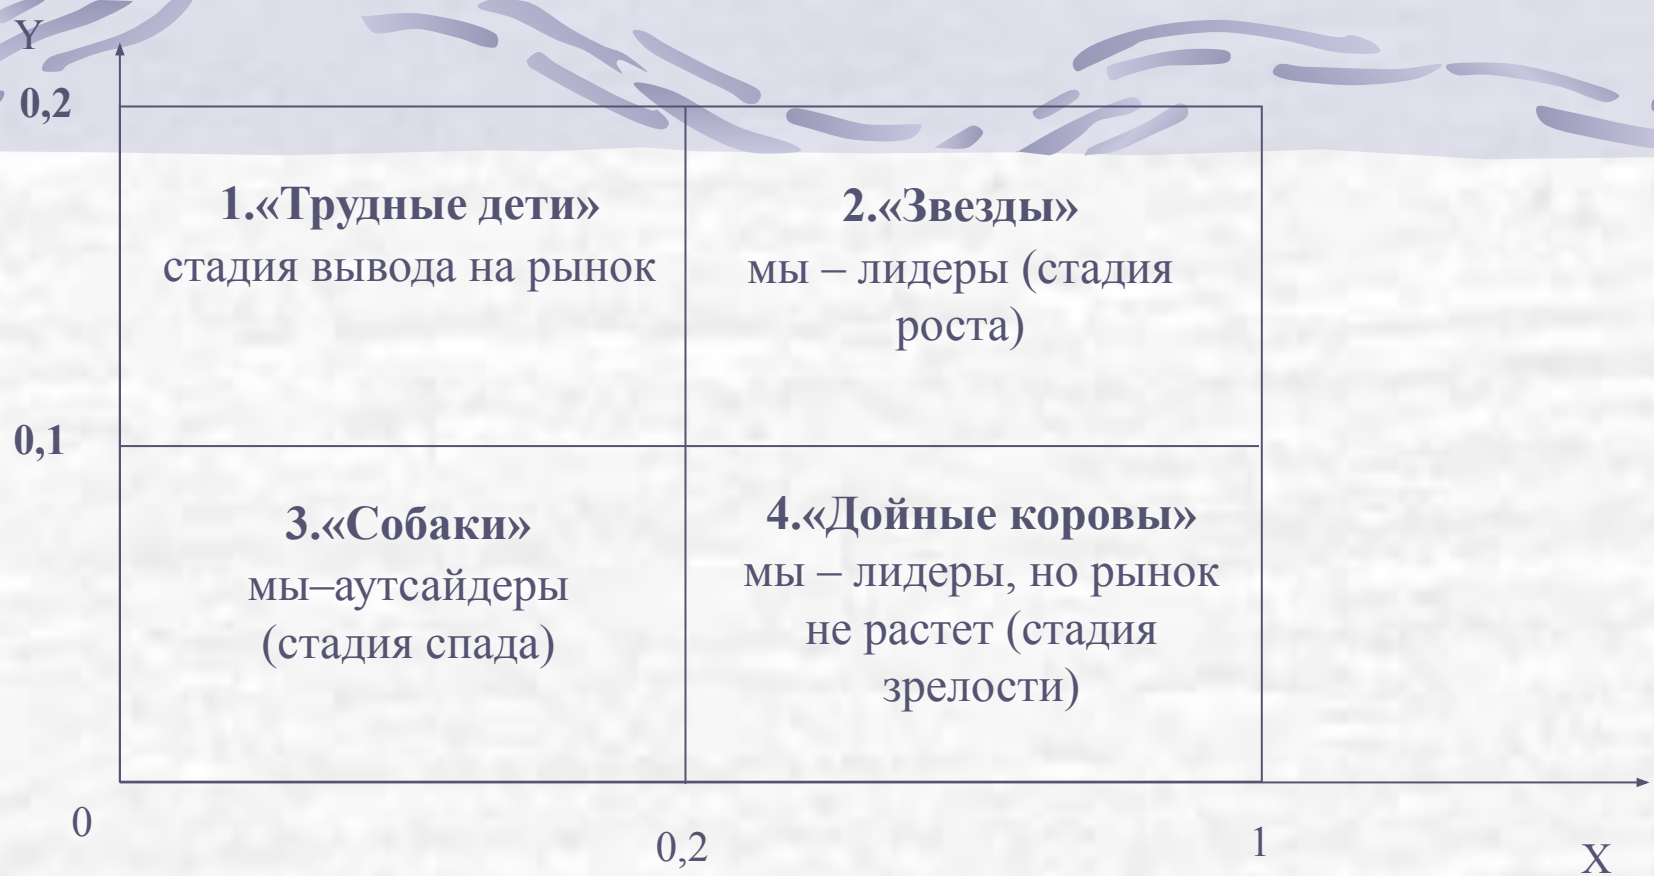 Y
0,2
1.«Трудные дети»
стадия вывода на рынок
2.«Звезды»
мы – лидеры (стадия
роста)
0,1
3.«Собаки»
мы–аутсайдеры
(стадия спада)
4.«Дойные коровы»
мы – лидеры, но рынок
не растет (стадия
зрелости)
0
0,2
1
X